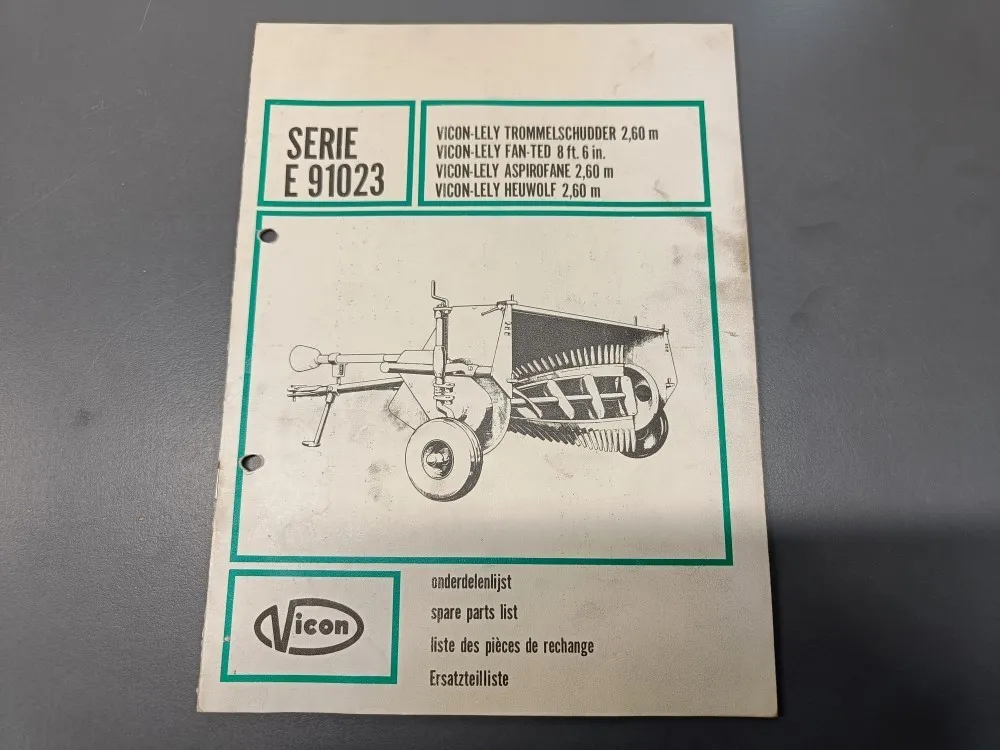 SERIE
E 91023
VICON-LELY TROMMELSCHUDDER 2,60 m
VICON-LELY FAN-TED 8 ft. 6 in.
VICON-LELY ASPIROFANE 2,60 m
VICON-LELY HEUWOLF 2,60 m
Vicon
onderdelenlijst
spare parts list
liste des pièces de rechange
Ersatzteilliste